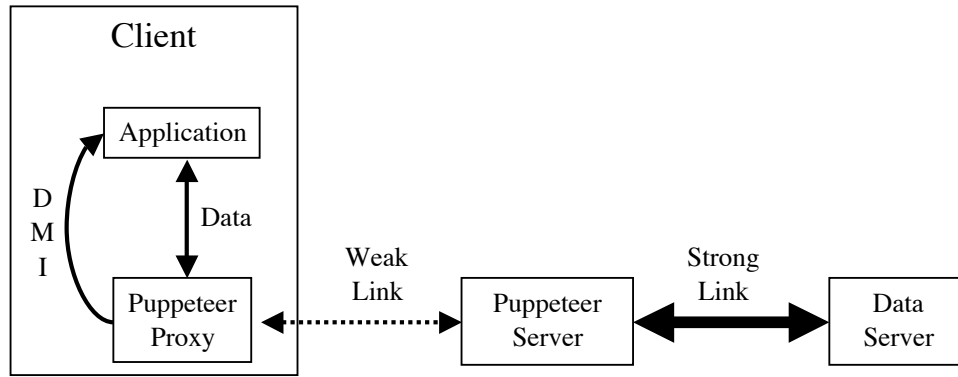 Client
Application
D
M
I
Data
Puppeteer
Proxy
Weak
Link
Puppeteer
Server
Strong
Link
Data
Server